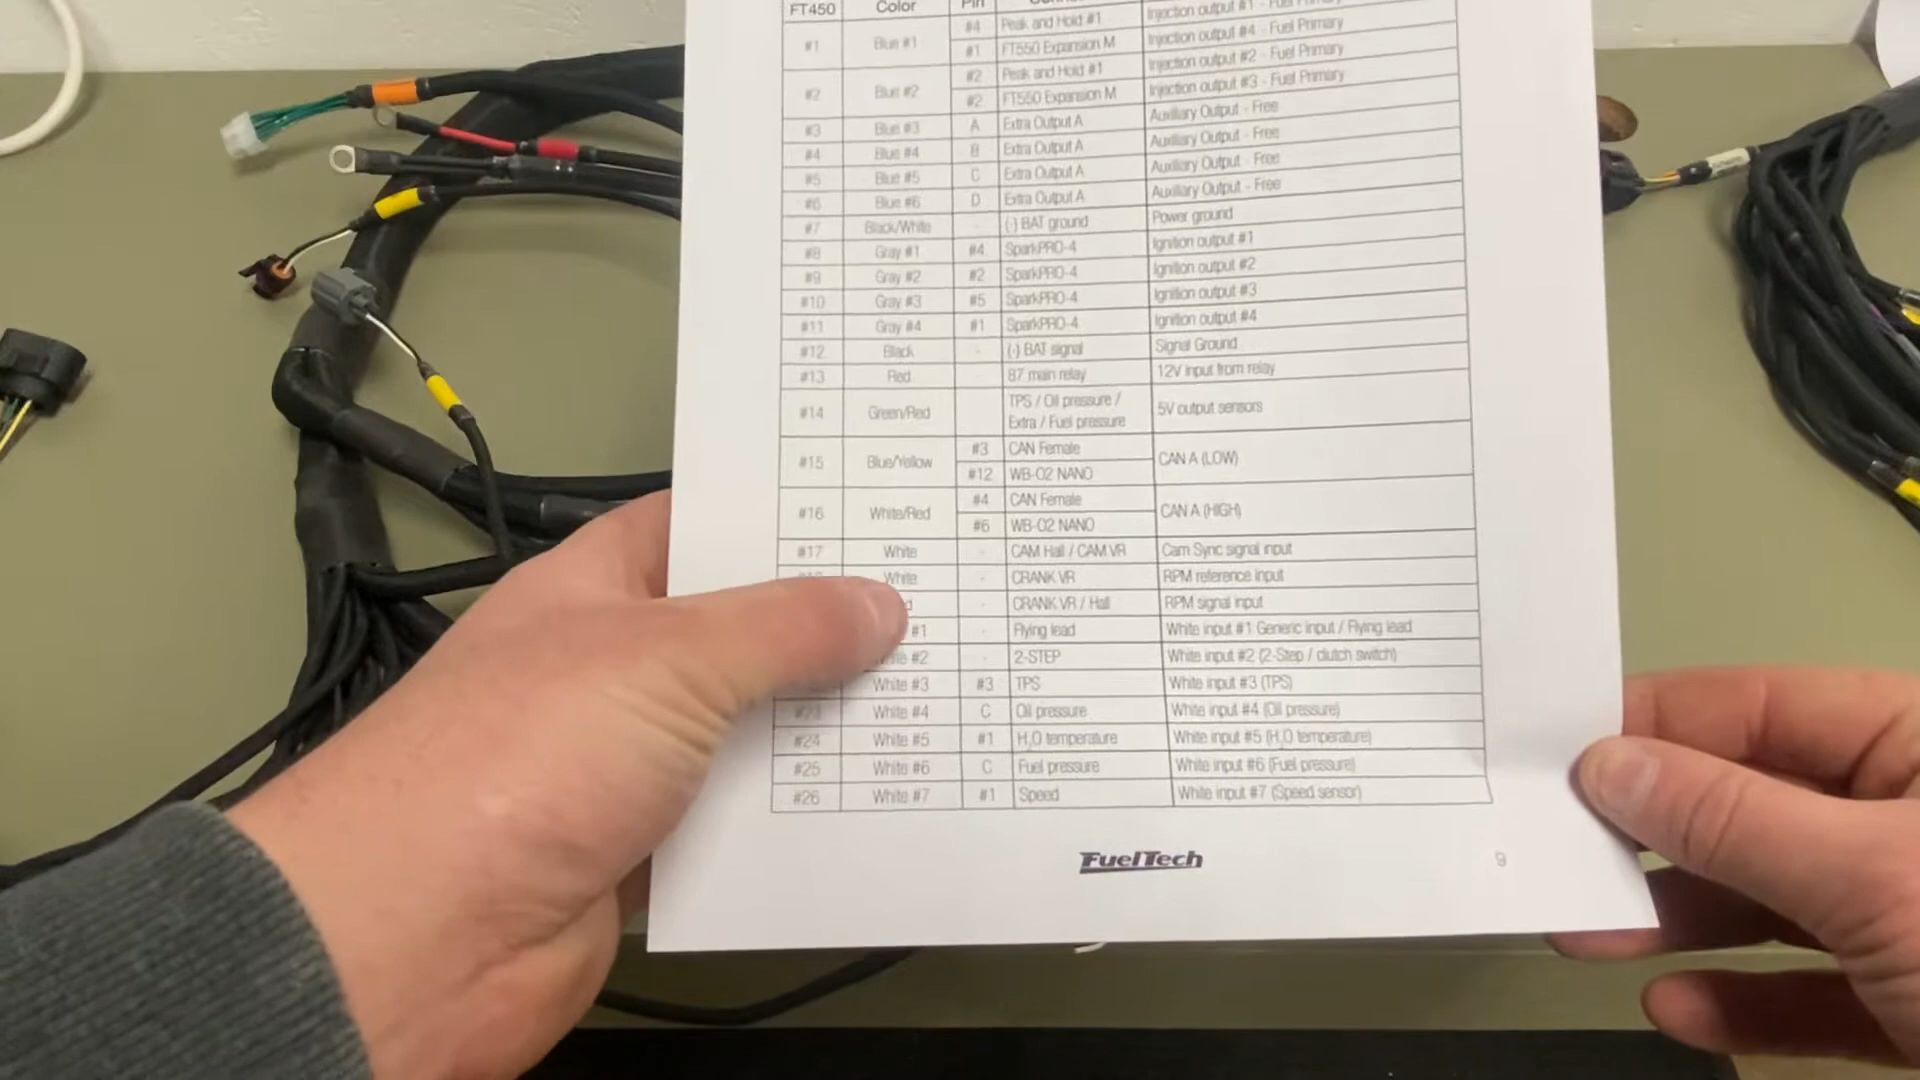 FT450 Color Pin
#1 Blue #1 #4 Peak and Hold #1 Injection output #1 - Fuel Primary
#1 FT550 Expansion M Injection output #4 - Fuel Primary
#2 Blue #2 #2 Peak and Hold #1 Injection output #2 - Fuel Primary
#2 FT550 Expansion M Injection output #3 - Fuel Primary
#3 Blue #3 A Extra Output A Auxiliary Output - Free
#4 Blue #4 B Extra Output A Auxiliary Output - Free
#5 Blue #5 C Extra Output A Auxiliary Output - Free
#6 Blue #6 D Extra Output A Auxiliary Output - Free
#7 Black/White - (-) BAT ground Power ground
#8 Gray #1 #4 SparkPRO-4 Ignition output #1
#9 Gray #2 #2 SparkPRO-4 Ignition output #2
#10 Gray #3 #5 SparkPRO-4 Ignition output #3
#11 Gray #4 #1 SparkPRO-4 Ignition output #4
#12 Black - (-) BAT signal Signal Ground
#13 Red - 87 main relay 12V input from relay
#14 Green/Red TPS / Oil pressure / Extra / Fuel pressure 5V output sensors
#15 Blue/Yellow #3 CAN Female CAN A (LOW)
#12 WB-O2 NANO
#16 White/Red #4 CAN Female CAN A (HIGH)
#6 WB-O2 NANO
#17 White - CAM Hall / CAM VR Cam Sync signal input
White - CRANK VR RPM reference input
- CRANK VR / Hall RPM signal input
#1 - Flying lead White input #1 Generic input / Flying lead
#2 - 2-STEP White input #2 (2-Step / clutch switch)
White #3 #3 TPS White input #3 (TPS)
#23 White #4 C Oil pressure White input #4 (Oil pressure)
#24 White #5 #1 H2O temperature White input #5 (H2O temperature)
#25 White #6 C Fuel pressure White input #6 (Fuel pressure)
#26 White #7 #1 Speed White input #7 (Speed sensor)
FuelTech 9